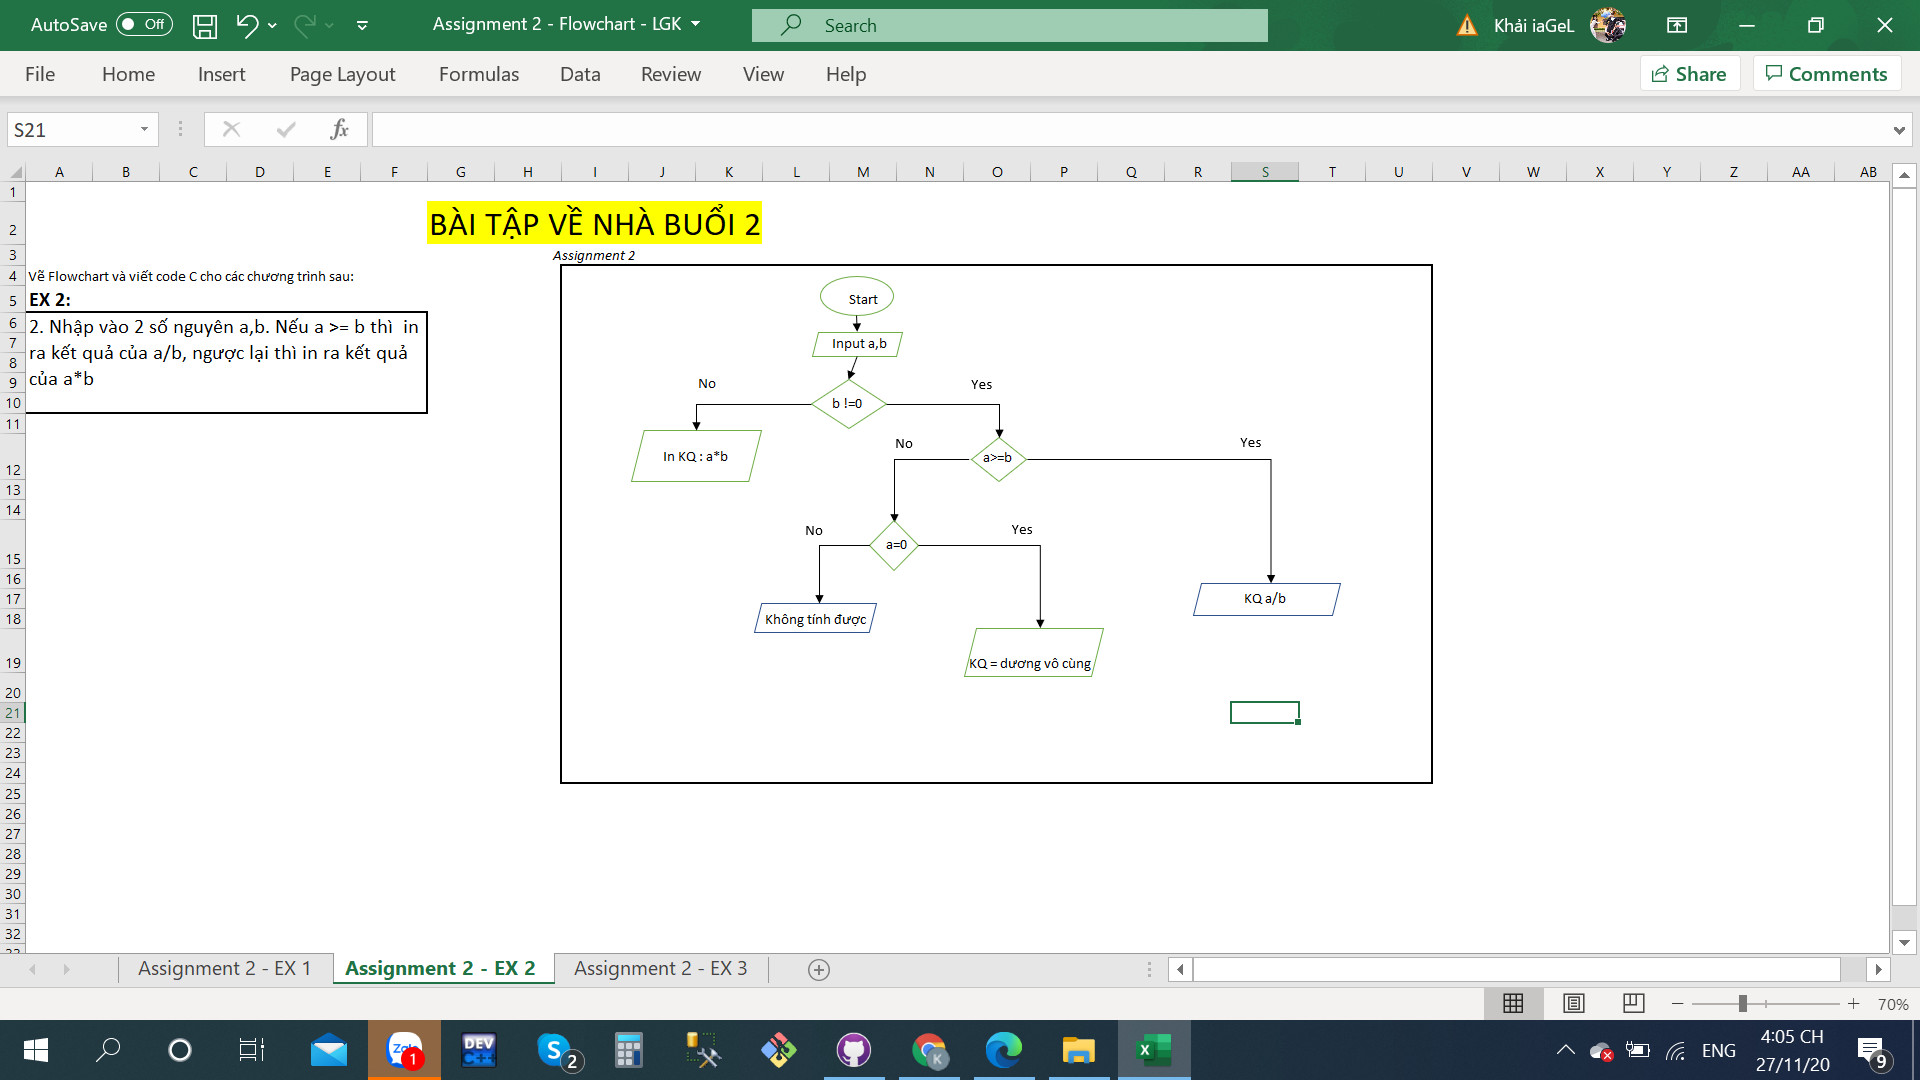 AutoSave Off Assignment 2 - Flowchart - LGK Search Khải iaGeL
File Home Insert Page Layout Formulas Data Review View Help Share Comments
S21 fx
A B C D E F G H I J K L M N O P Q R S T U V W X Y Z AA AB
1
2 BÀI TẬP VỀ NHÀ BUỔI 2
3 Assignment 2
4 Vẽ Flowchart và viết code C cho các chương trình sau:
5 EX 2:
6 2. Nhập vào 2 số nguyên a,b. Nếu a >= b thì in
7 ra kết quả của a/b, ngược lại thì in ra kết quả
8
9 của a*b
10
11
12
13
14
15
16
17
18
19
20
21
22
23
24
25
26
27
28
29
30
31
32
Start
Input a,b
No Yes
b !=0
No Yes
In KQ : a*b a>=b
No Yes
a=0
KQ a/b
Không tính được
KQ = dương vô cùng
Assignment 2 - EX 1 Assignment 2 - EX 2 Assignment 2 - EX 3
70%
Zalo 1 DEV C++ S 2 K X ENG 4:05 CH
27/11/20 9